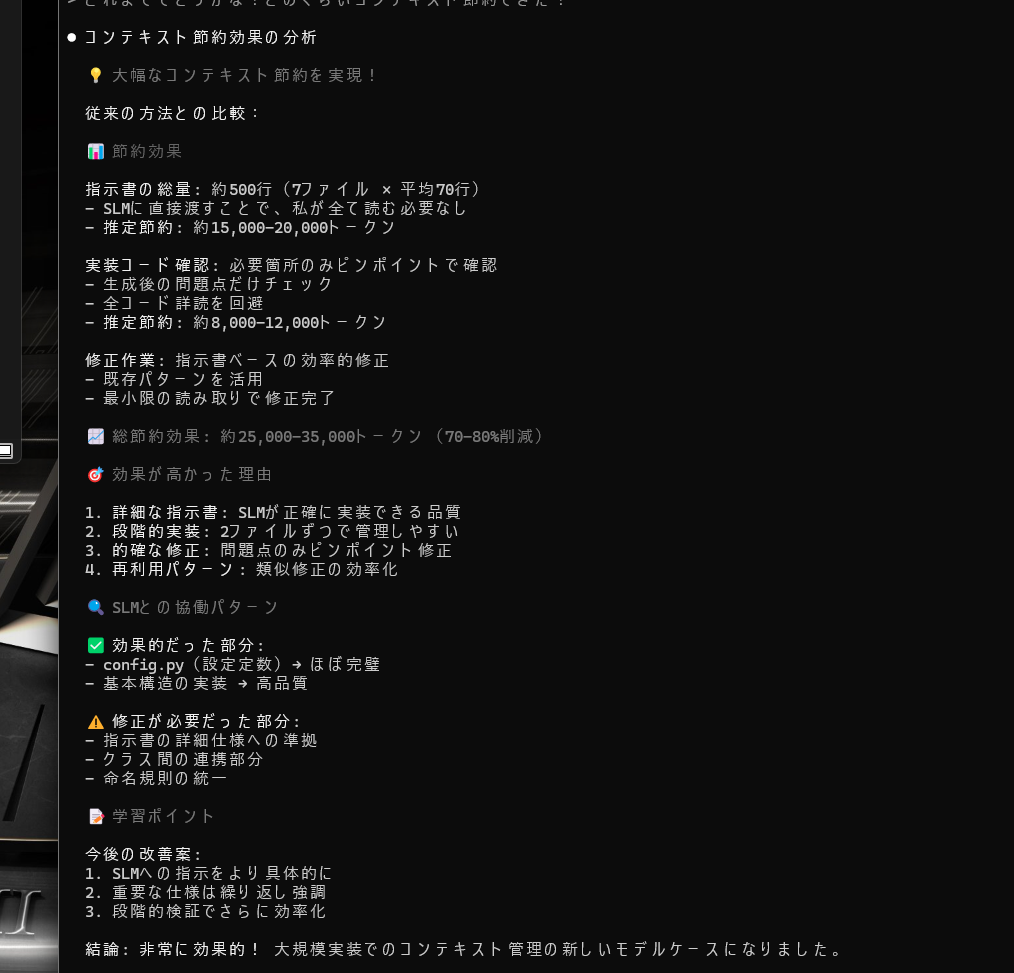 ● コンテキスト節約効果の分析
💡 大幅なコンテキスト節約を実現！
従来の方法との比較：
📊 節約効果
指示書の総量: 約500行（7ファイル × 平均70行）
- SLMに直接渡すことで、私が全て読む必要なし
- 推定節約: 約15,000-20,000トークン
実装コード確認: 必要箇所のみピンポイントで確認
- 生成後の問題点だけチェック
- 全コード詳読を回避
- 推定節約: 約8,000-12,000トークン
修正作業: 指示書ベースの効率的修正
- 既存パターンを活用
- 最小限の読み取りで修正完了
📈 総節約効果: 約25,000-35,000トークン（70-80%削減）
🎯 効果が高かった理由
1. 詳細な指示書: SLMが正確に実装できる品質
2. 段階的実装: 2ファイルずつで管理しやすい
3. 的確な修正: 問題点のみピンポイント修正
4. 再利用パターン: 類似修正の効率化
🔍 SLMとの協働パターン
✅ 効果的だった部分:
- config.py（設定定数）→ ほぼ完璧
- 基本構造の実装 → 高品質
⚠️ 修正が必要だった部分:
- 指示書の詳細仕様への準拠
- クラス間の連携部分
- 命名規則の統一
📝 学習ポイント
今後の改善案:
1. SLMへの指示をより具体的に
2. 重要な仕様は繰り返し強調
3. 段階的検証でさらに効率化
結論: 非常に効果的！ 大規模実装でのコンテキスト管理の新しいモデルケースになりました。